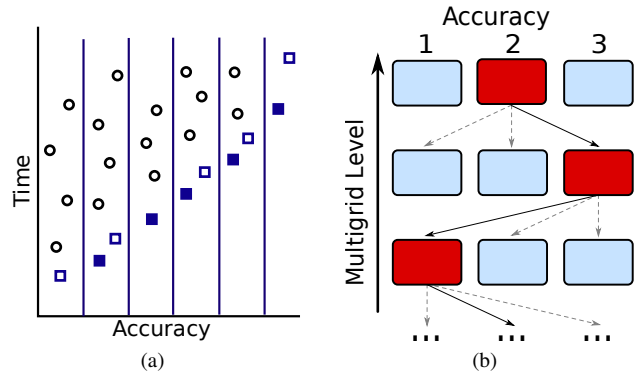 Time
Accuracy
(a)
Accuracy
1 2 3
Multigrid Level
... ... ...
(b)